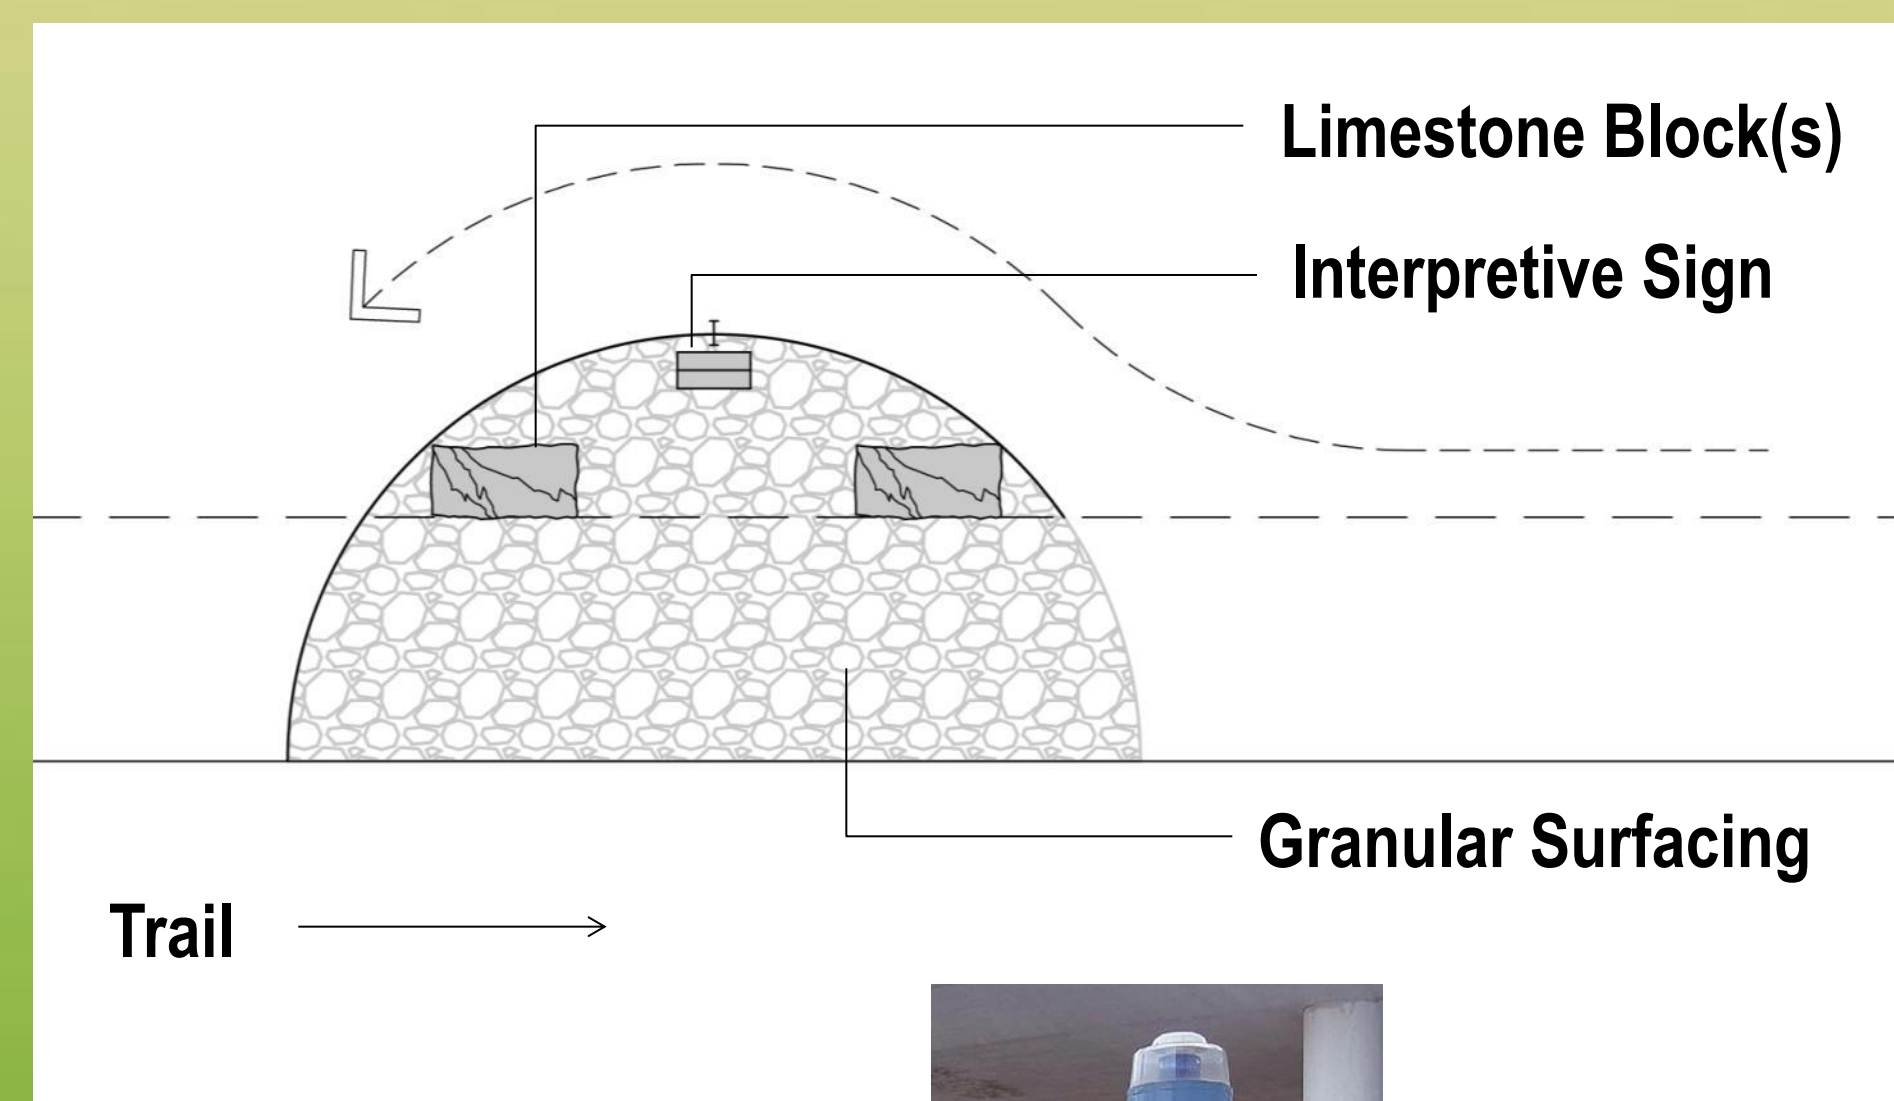 Limestone Block(s)
Interpretive Sign
Granular Surfacing
Trail